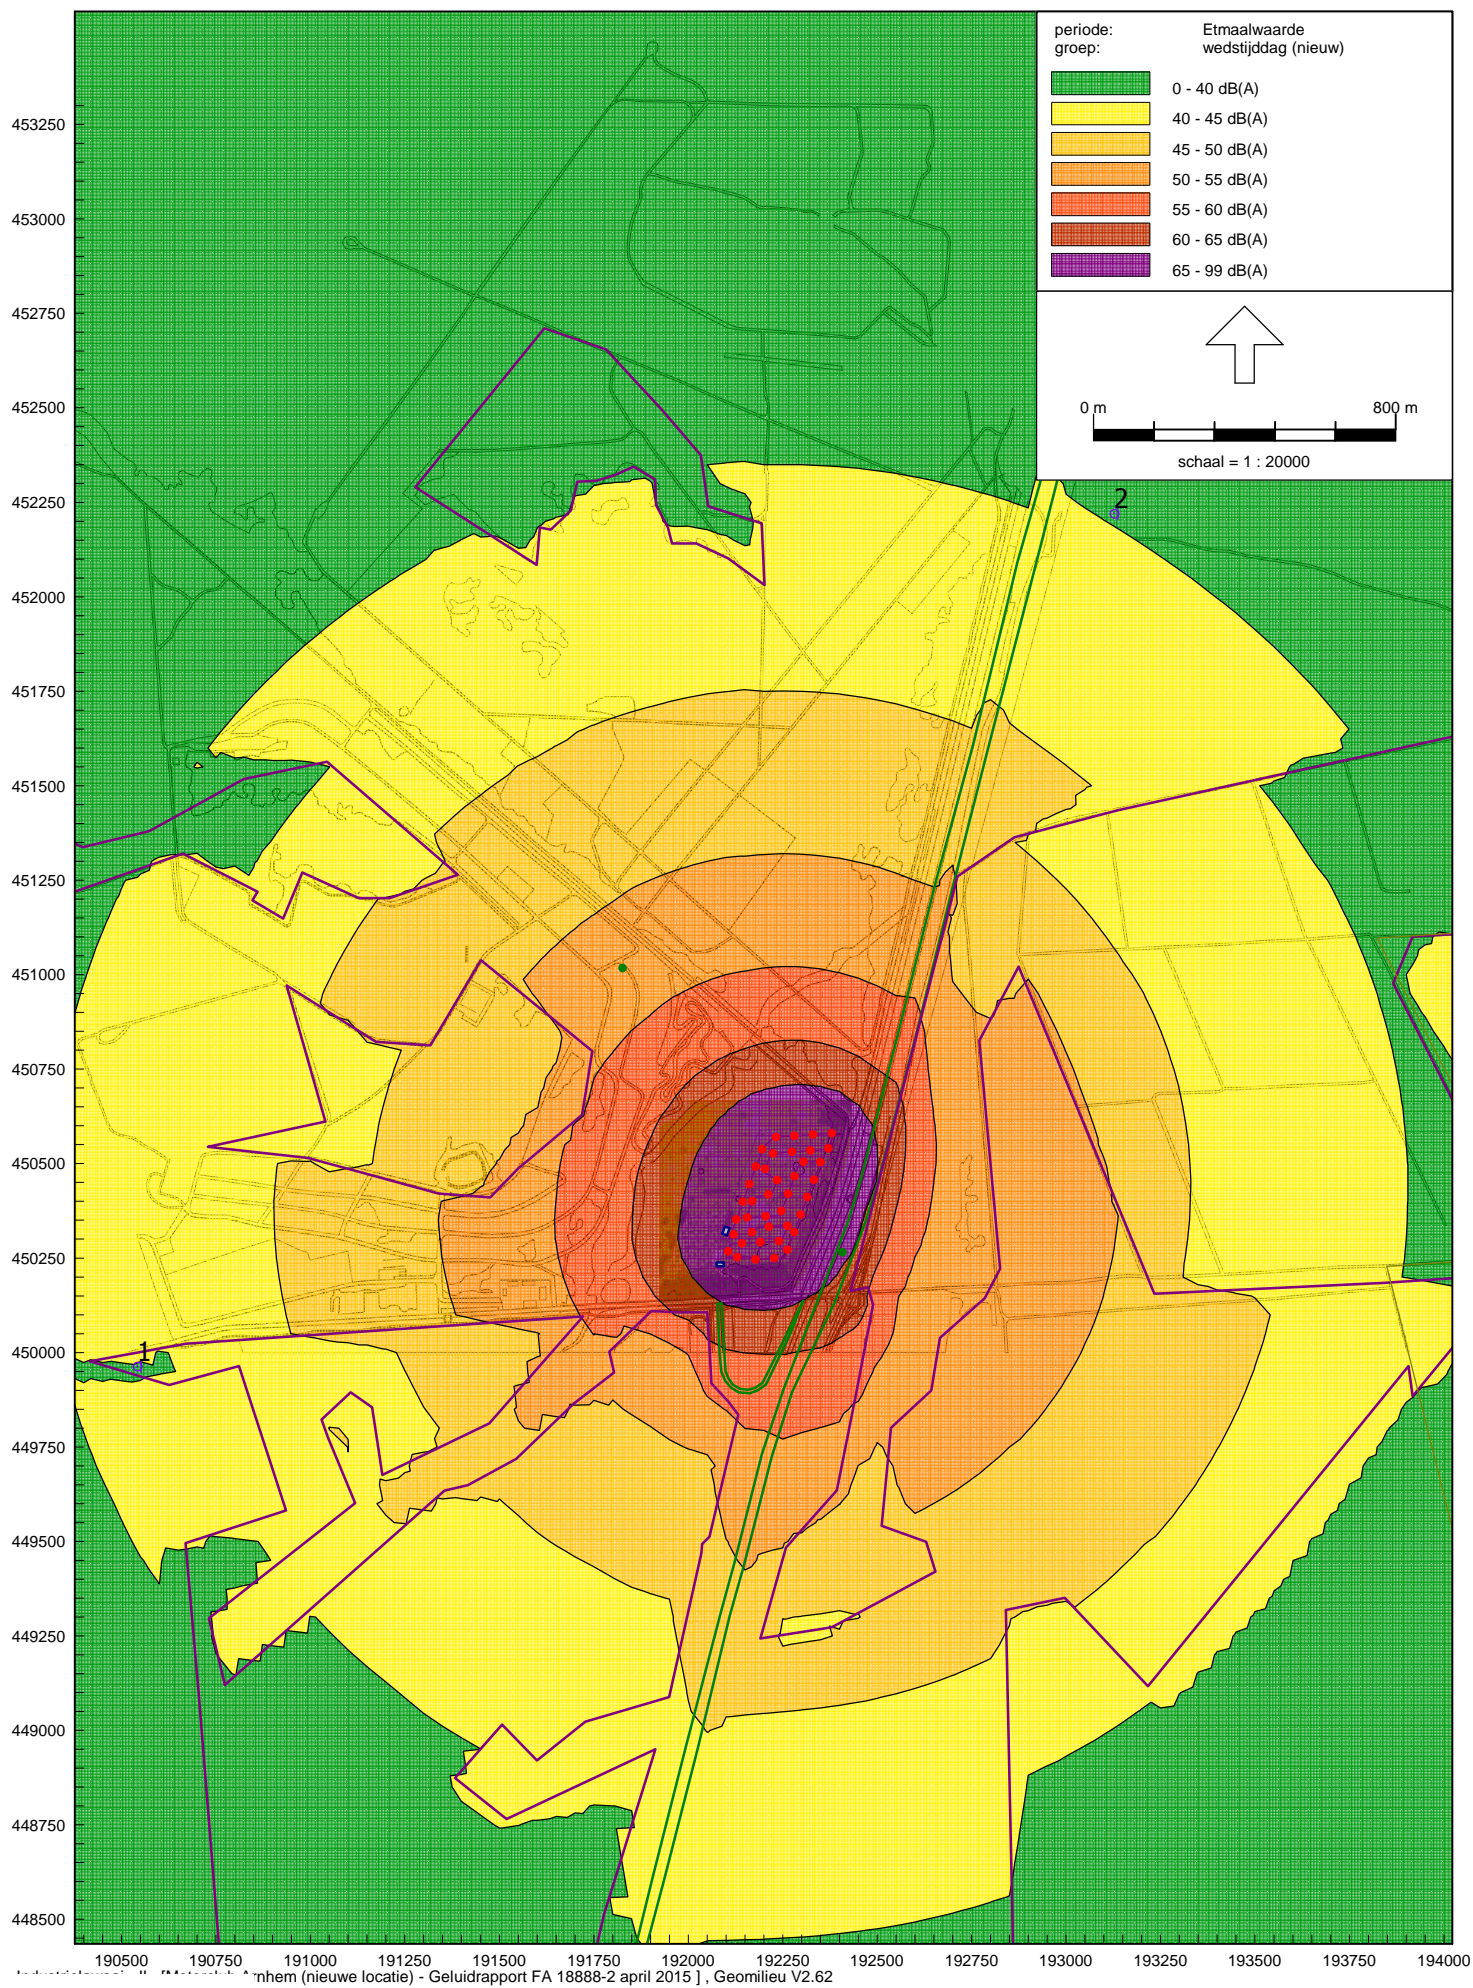 periode: Etmaalwaarde
groep: wedstijddag (nieuw)
0 - 40 dB(A)
40 - 45 dB(A)
45 - 50 dB(A)
50 - 55 dB(A)
55 - 60 dB(A)
60 - 65 dB(A)
65 - 99 dB(A)
0 m 800 m
schaal = 1 : 20000
453250
453000
452750
452500
452250
2
452000
451750
451500
451250
451000
450750
450500
450250
1
450000
449750
449500
449250
449000
448750
448500
190500 190750 191000 191250 191500 191750 192000 192250 192500 192750 193000 193250 193500 193750 194000
(nieuwe locatie) - Geluidrapport FA 18888-2 april 2015 ] , Geomilieu V2.62